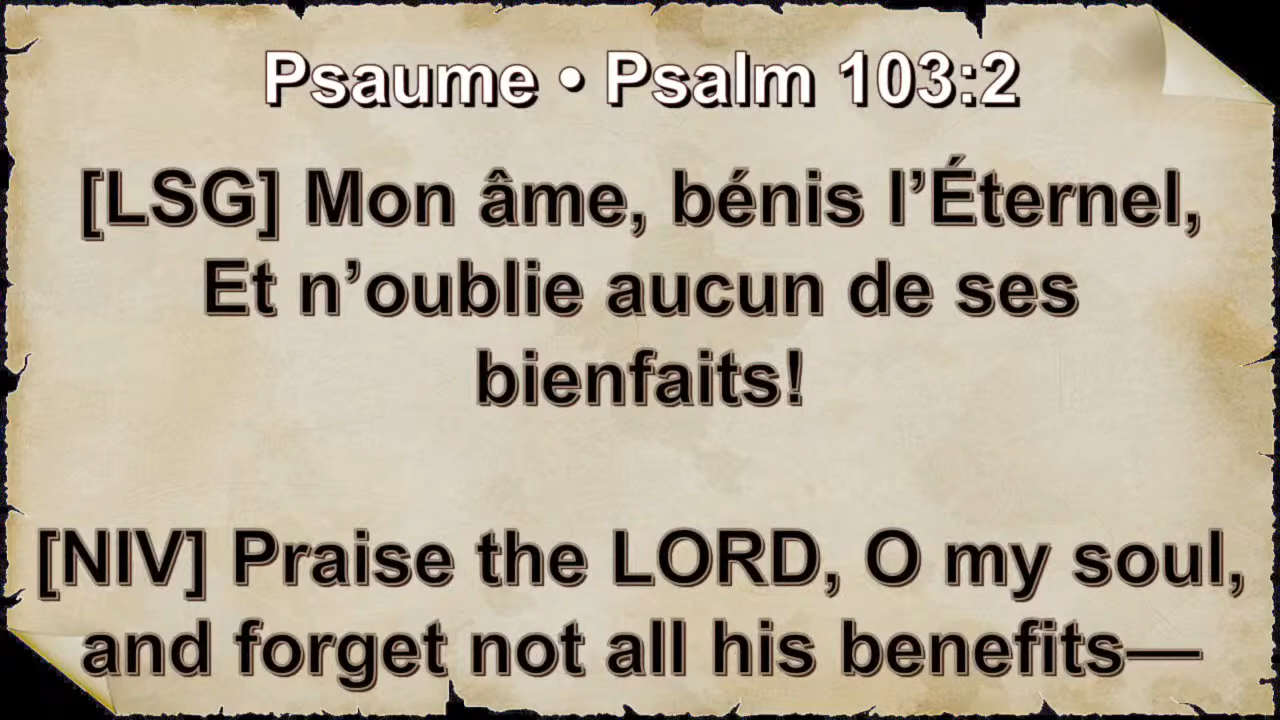 Psaume • Psalm 103:2
[LSG] Mon âme, bénis l’Éternel,
Et n’oublie aucun de ses
bienfaits!
[NIV] Praise the LORD, O my soul,
and forget not all his benefits—